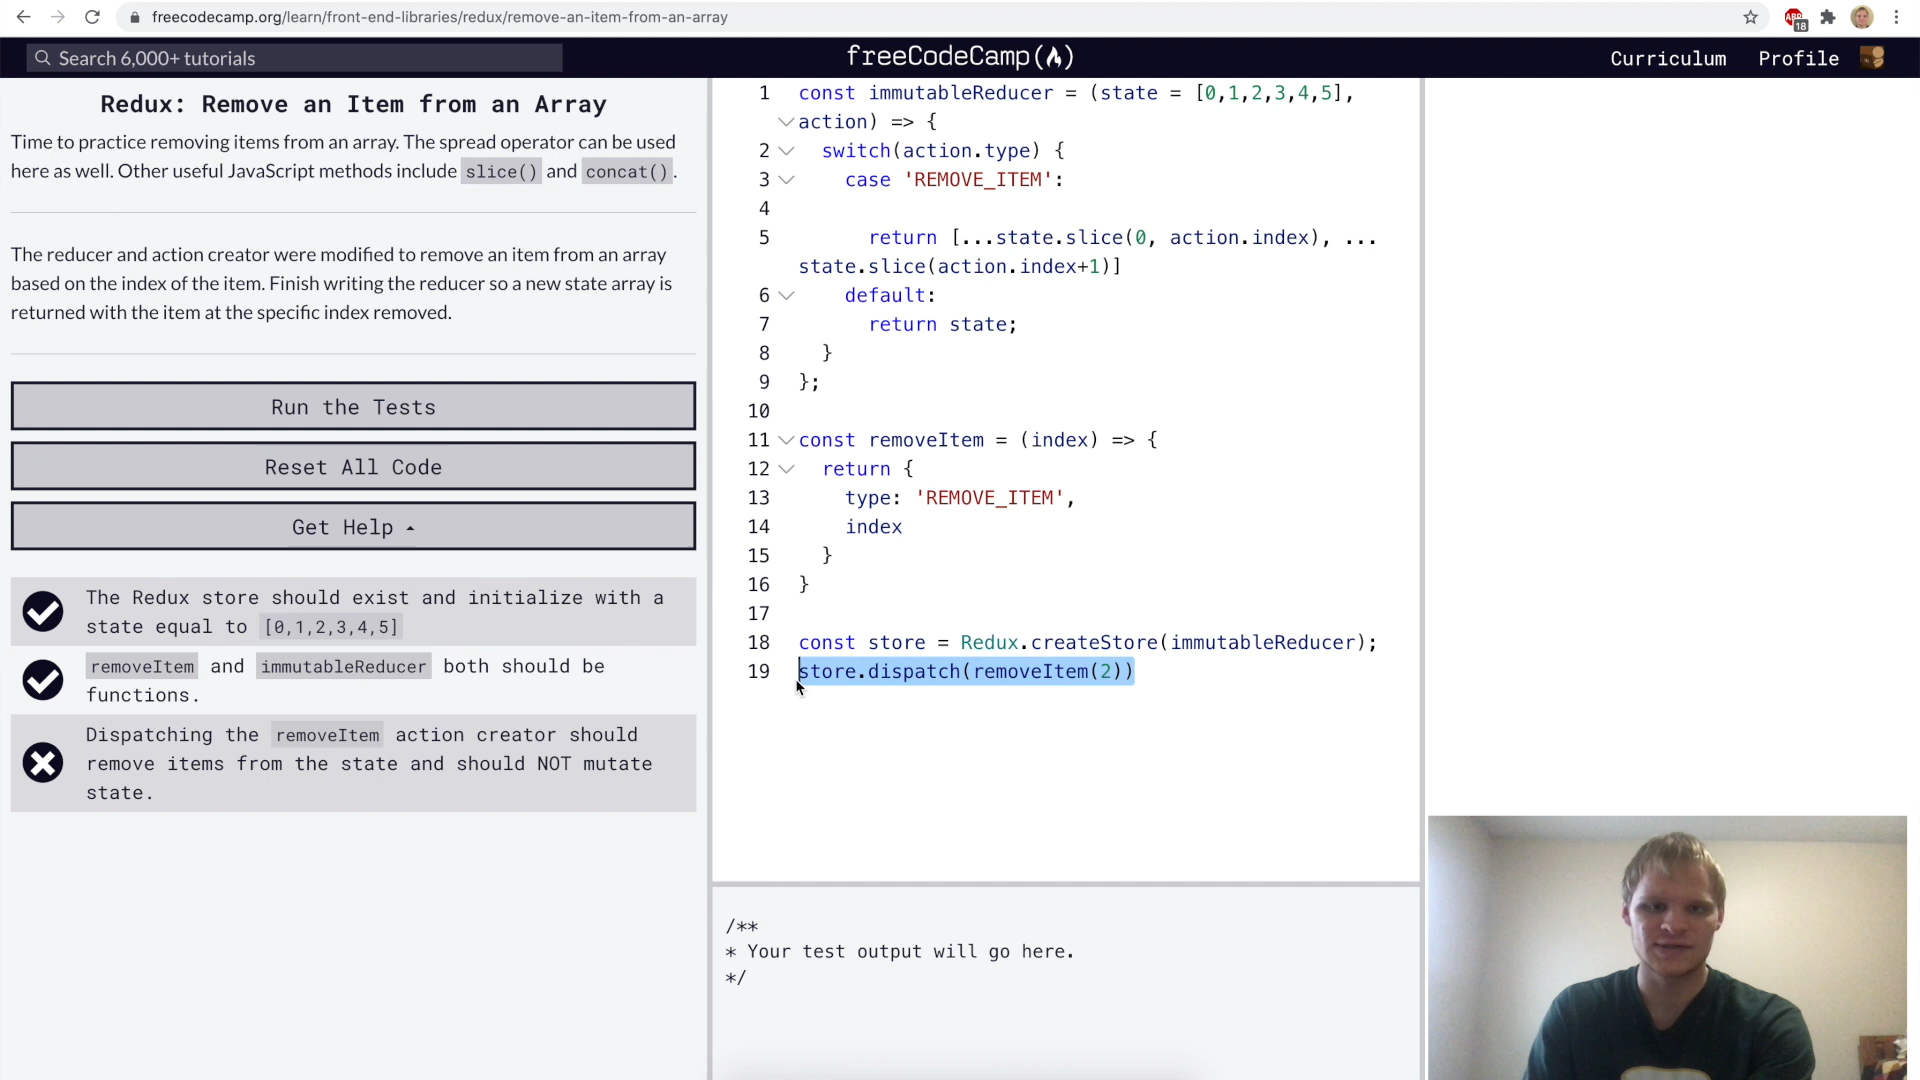 freecodecamp.org/learn/front-end-libraries/redux/remove-an-item-from-an-array
ABP
18
Search 6,000+ tutorials
freeCodeCamp
Curriculum
Profile
Redux: Remove an Item from an Array
Time to practice removing items from an array. The spread operator can be used
here as well. Other useful JavaScript methods include slice() and concat().
The reducer and action creator were modified to remove an item from an array
based on the index of the item. Finish writing the reducer so a new state array is
returned with the item at the specific index removed.
Run the Tests
Reset All Code
Get Help
The Redux store should exist and initialize with a
state equal to [0,1,2,3,4,5]
removeItem and immutableReducer both should be
functions.
Dispatching the removeItem action creator should
remove items from the state and should NOT mutate
state.
1 const immutableReducer = (state = [0,1,2,3,4,5],
action) => {
2 switch(action.type) {
3 case 'REMOVE_ITEM':
4
5 return [...state.slice(0, action.index), ...
state.slice(action.index+1)]
6 default:
7 return state;
8 }
9 };
10
11 const removeItem = (index) => {
12 return {
13 type: 'REMOVE_ITEM',
14 index
15 }
16 }
17
18 const store = Redux.createStore(immutableReducer);
19 store.dispatch(removeItem(2))
/**
* Your test output will go here.
*/